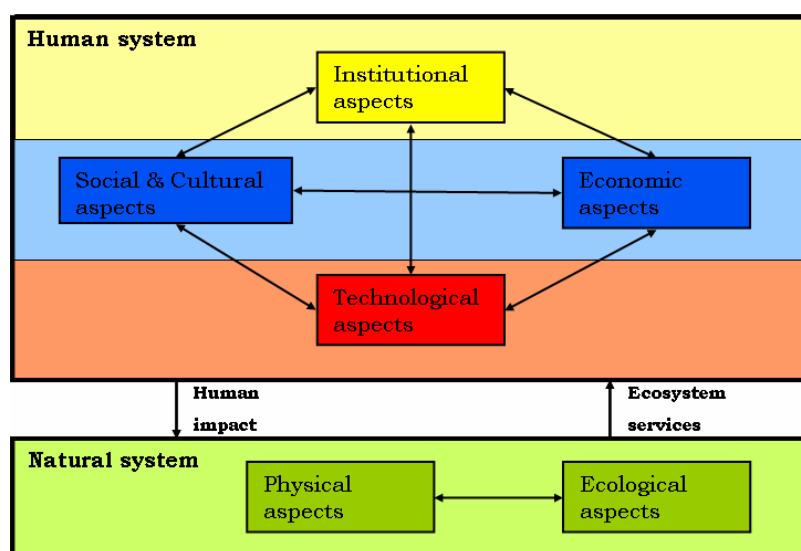 Human system
Institutional
aspects
Social & Cultural
aspects
Economic
aspects
Technological
aspects
Human
impact
Ecosystem
services
Natural system
Physical
aspects
Ecological
aspects